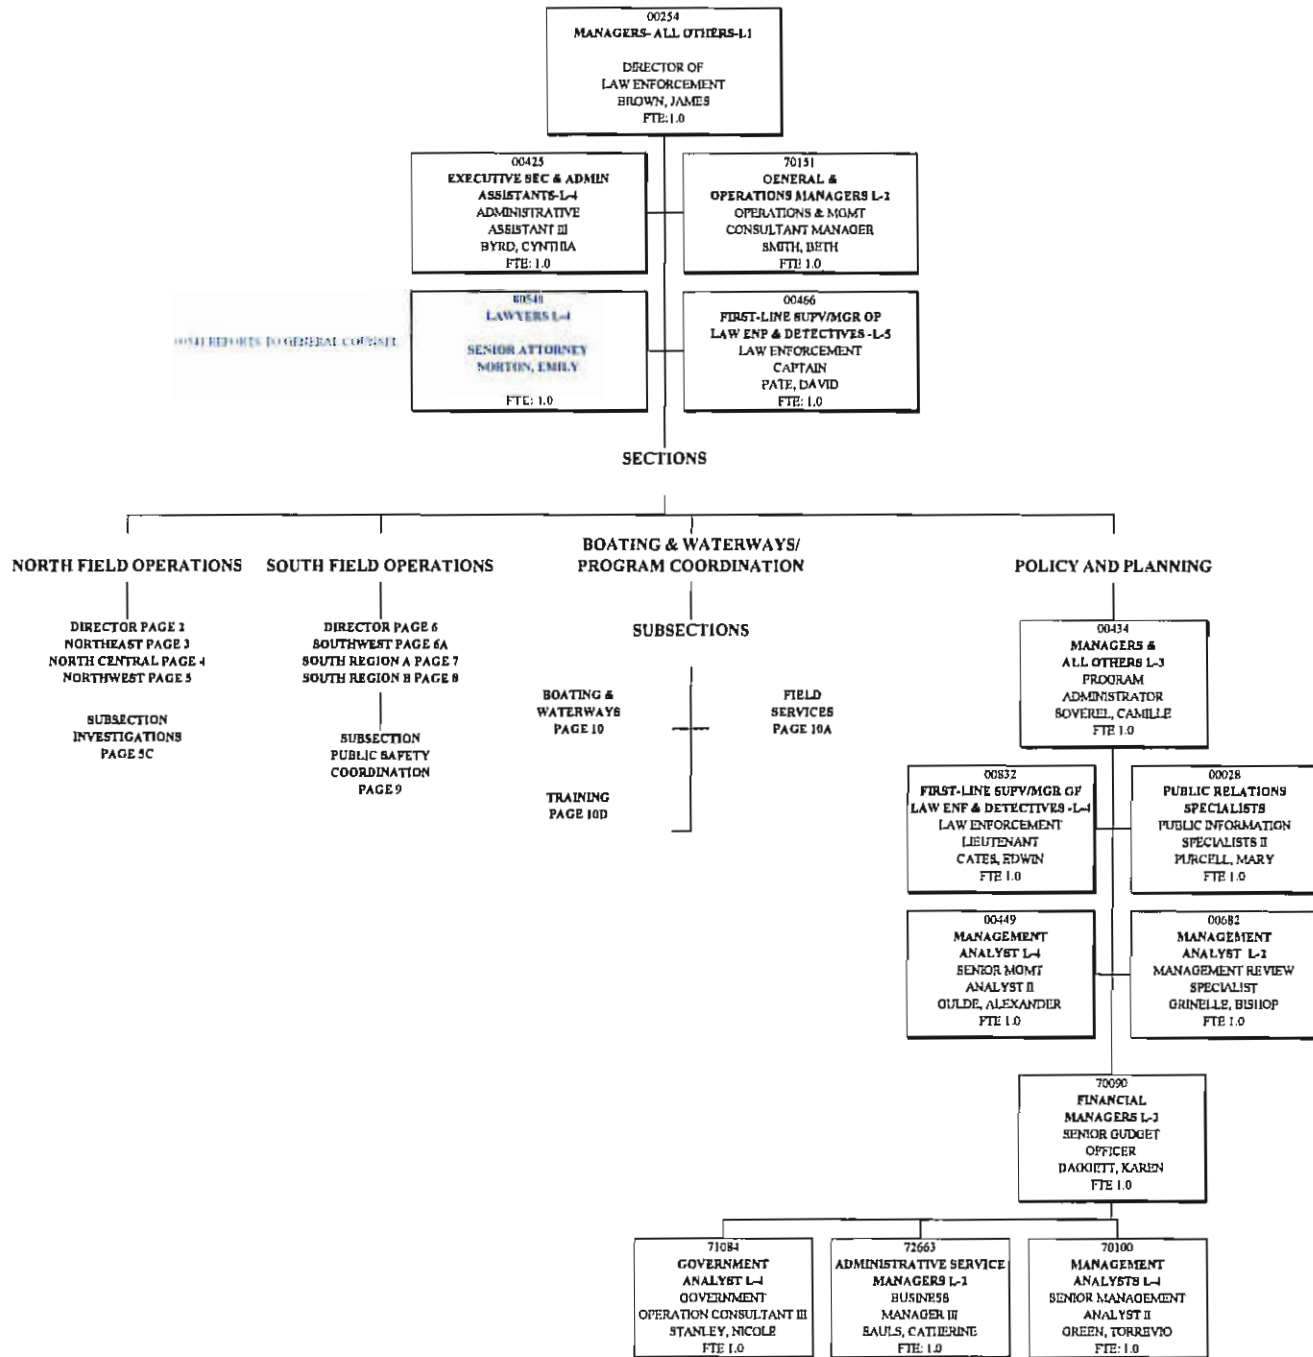 00254
MANAGERS- ALL OTHERS-L1
DIRECTOR OF
LAW ENFORCEMENT
BROWN, JAMES
FTE: 1.0
00425
EXECUTIVE SEC & ADMIN
ASSISTANTS-L-4
ADMINISTRATIVE
ASSISTANT III
BYRD, CYNTHIA
FTE: 1.0
70151
GENERAL &
OPERATIONS MANAGERS L-2
OPERATIONS & MGMT
CONSULTANT MANAGER
SMITH, BETH
FTE: 1.0
REPORTS TO GENERAL COUNSEL
LAWYERS L-4
SENIOR ATTORNEY
NORTON, EMILY
FTE: 1.0
00466
FIRST-LINE SUPV/MGR OF
LAW ENF & DETECTIVES -L-5
LAW ENFORCEMENT
CAPTAIN
PATE, DAVID
FTE: 1.0
SECTIONS
NORTH FIELD OPERATIONS
DIRECTOR PAGE 2
NORTHEAST PAGE 3
NORTH CENTRAL PAGE 4
NORTHWEST PAGE 5
SUBSECTION
INVESTIGATIONS
PAGE 5C
SOUTH FIELD OPERATIONS
DIRECTOR PAGE 6
SOUTHWEST PAGE 6A
SOUTH REGION A PAGE 7
SOUTH REGION B PAGE 8
SUBSECTION
PUBLIC SAFETY
COORDINATION
PAGE 9
BOATING & WATERWAYS/
PROGRAM COORDINATION
SUBSECTIONS
BOATING &
WATERWAYS
PAGE 10
FIELD
SERVICES
PAGE 10A
TRAINING
PAGE 10D
POLICY AND PLANNING
00434
MANAGERS &
ALL OTHERS L-3
PROGRAM
ADMINISTRATOR
SOVEREL, CAMILLE
FTE 1.0
00832
FIRST-LINE SUPV/MGR OF
LAW ENF & DETECTIVES -L-4
LAW ENFORCEMENT
LIEUTENANT
CATES, EDWIN
FTE 1.0
00028
PUBLIC RELATIONS
SPECIALISTS
PUBLIC INFORMATION
SPECIALISTS II
PURCELL, MARY
FTE 1.0
00449
MANAGEMENT
ANALYST L-4
SENIOR MGMT
ANALYST II
GULDE, ALEXANDER
FTE 1.0
00682
MANAGEMENT
ANALYST L-2
MANAGEMENT REVIEW
SPECIALIST
GRINELLE, BISHOP
FTE 1.0
70090
FINANCIAL
MANAGERS L-3
SENIOR GUDGET
OFFICER
KAREN
FTE 1.0
71084
GOVERNMENT
ANALYST L-4
GOVERNMENT
OPERATION CONSULTANT III
STANLEY, NICOLE
FTE 1.0
72663
ADMINISTRATIVE SERVICE
MANAGERS L-2
BUSINESS
MANAGER III
SAULS, CATHERINE
FTE: 1.0
70100
MANAGEMENT
ANALYSTS L-4
SENIOR MANAGEMENT
ANALYST II
GREEN, TORREVIO
FTE: 1.0